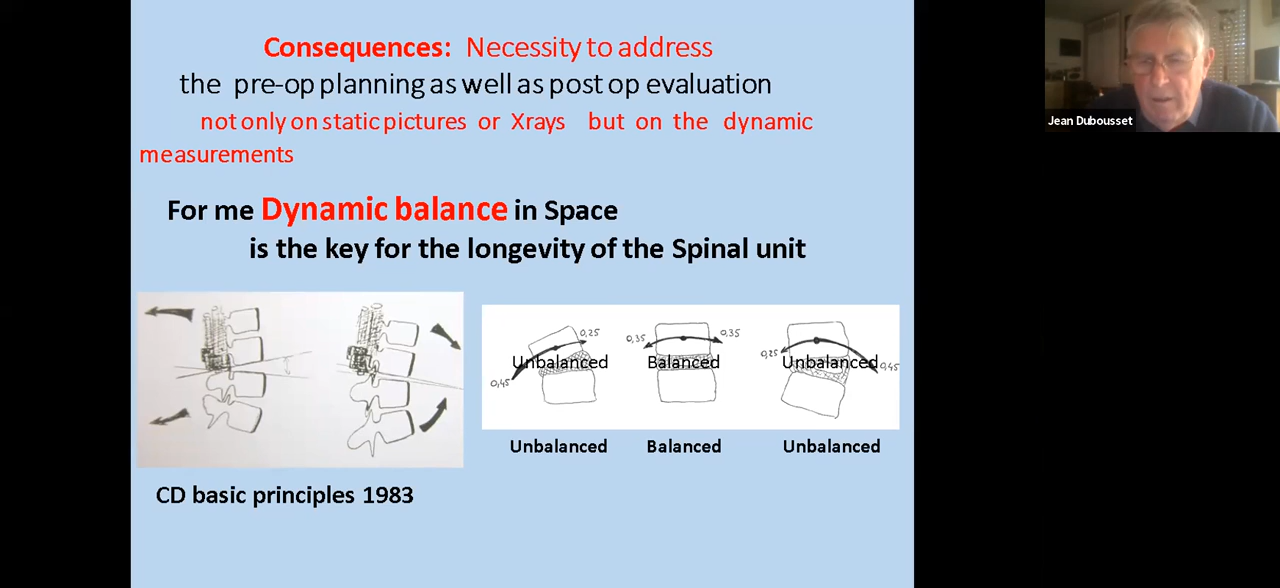 Consequences: Necessity to address
the pre-op planning as well as post op evaluation
not only on static pictures or Xrays but on the dynamic
measurements
For me Dynamic balance in Space
is the key for the longevity of the Spinal unit
0,25
0,45
Unbalanced
0,35
0,35
Balanced
0,25
0,45
Unbalanced
Unbalanced
Balanced
Unbalanced
CD basic principles 1983
Jean Dubousset